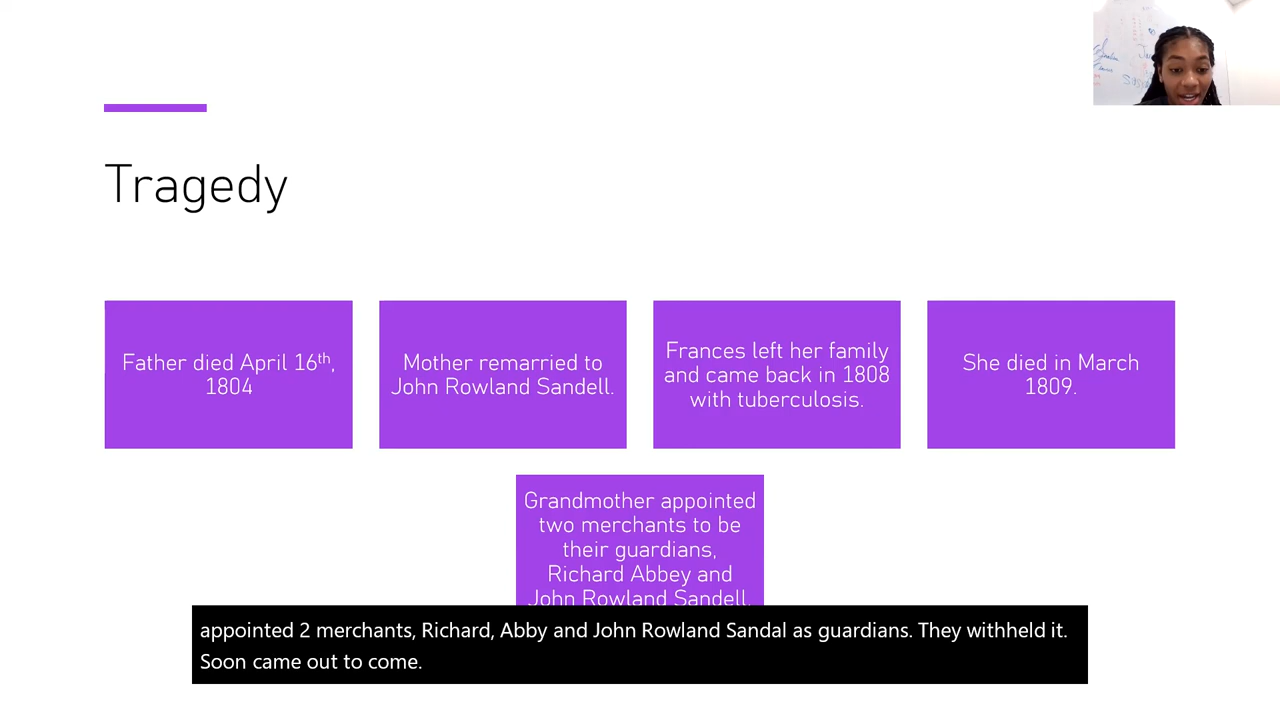 Tragedy
Father died April 16th,
1804
Mother remarried to
John Rowland Sandell.
Frances left her family
and came back in 1808
with tuberculosis.
She died in March
1809.
Grandmother appointed
two merchants to be
their guardians,
Richard Abbey and
John Rowland Sandell.
appointed 2 merchants, Richard, Abby and John Rowland Sandal as guardians. They withheld it.
Soon came out to come.